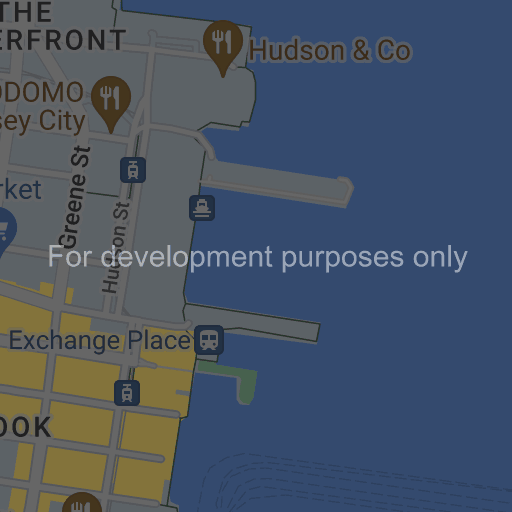 THE
ERFRONT
Hudson & Co
ODOMO
sey City
Greene St
rket
Hudson St
For development purposes only
Exchange Place
OOK